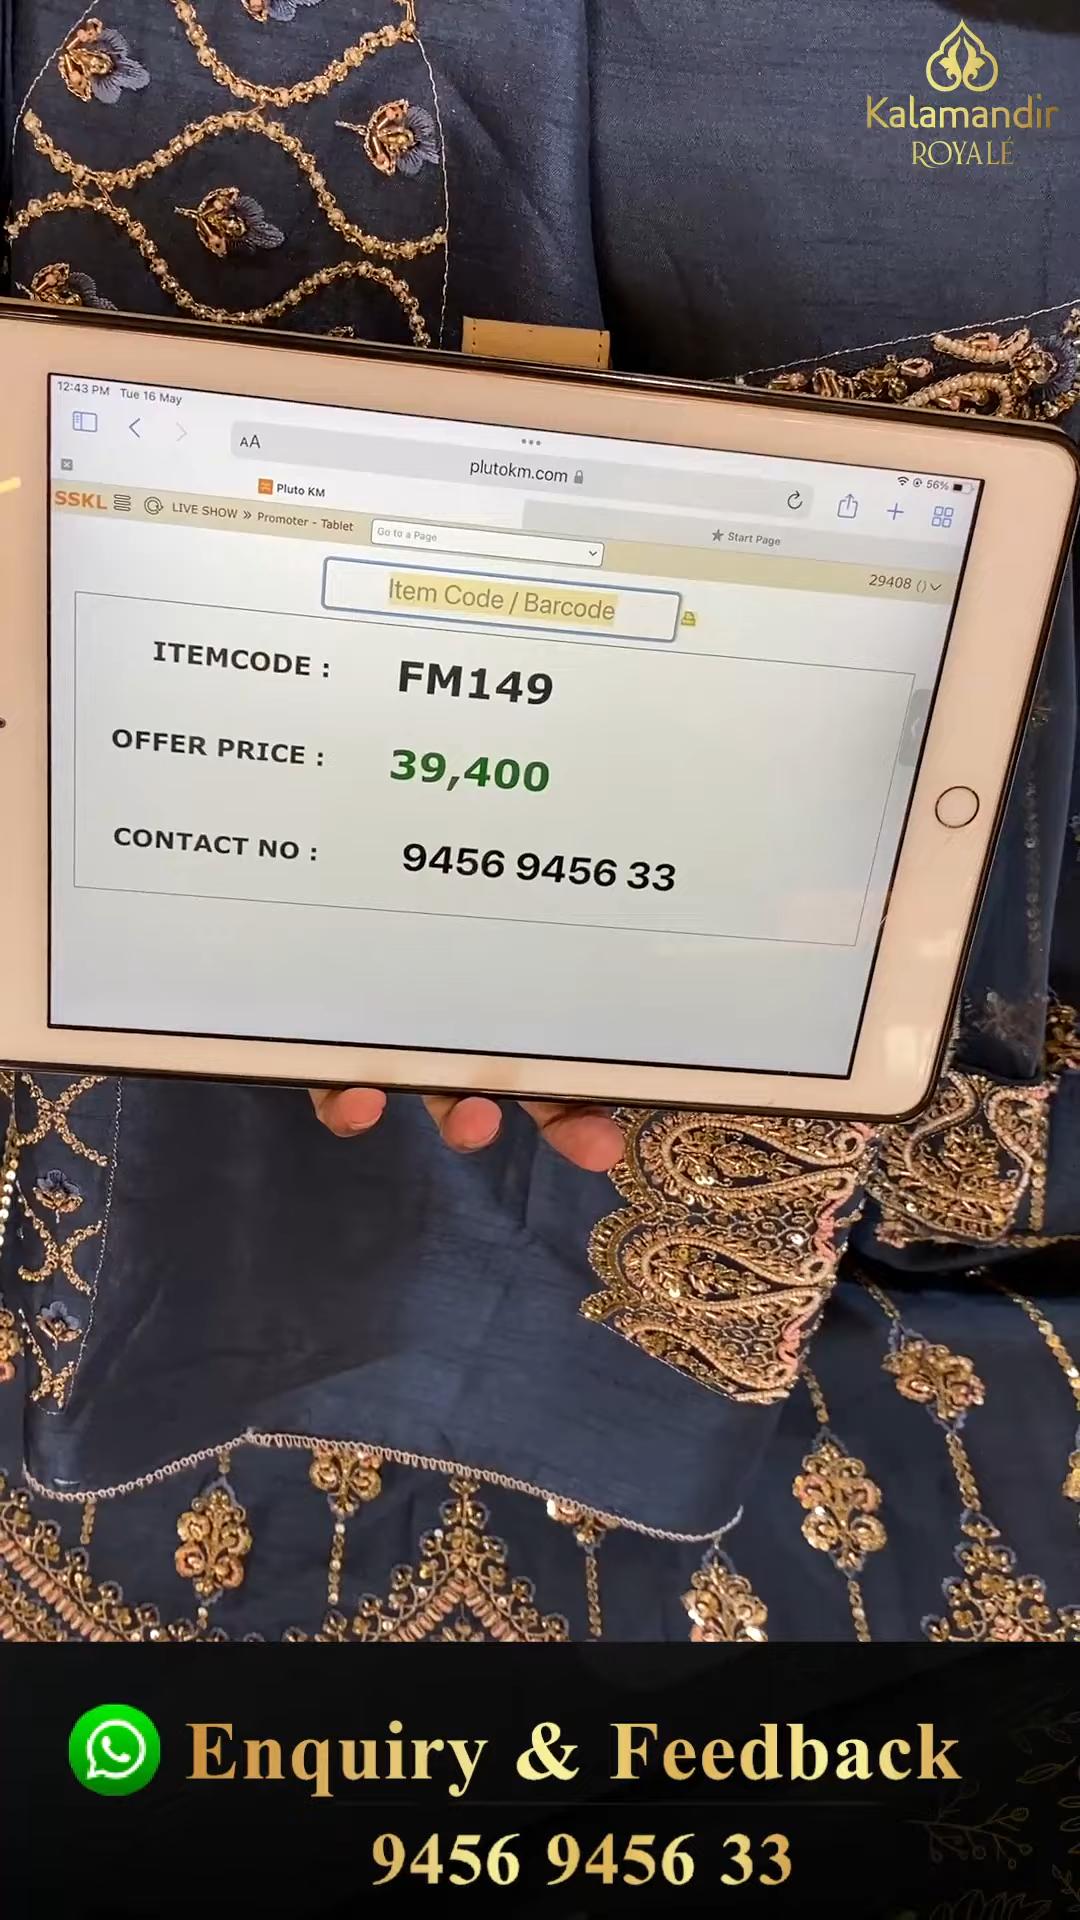 Kalamandir
ROYALÉ
12:43 PM Tue 16 May
56%
AA
plutokm.com
Pluto KM
Start Page
SSKL
LIVE SHOW » Promoter - Tablet
Go to a Page
29408 ()
Item Code / Barcode
ITEMCODE : FM149
OFFER PRICE : 39,400
CONTACT NO : 9456 9456 33
Enquiry & Feedback
9456 9456 33